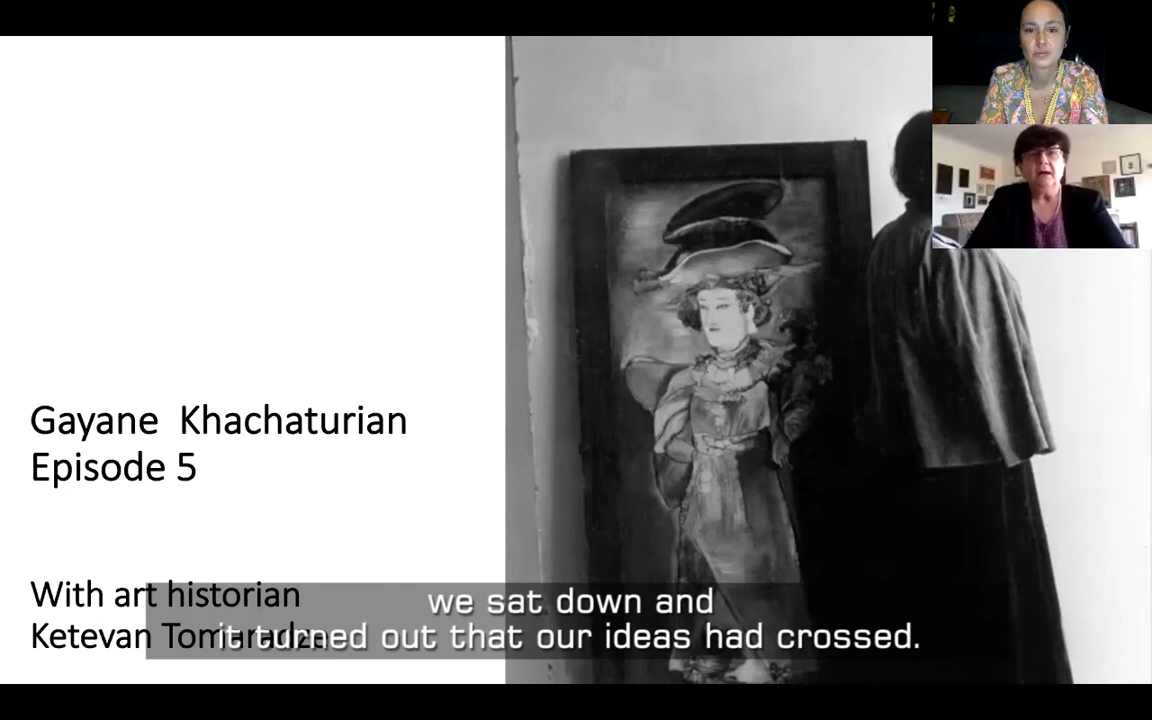 Gayane Khachaturian
Episode 5
With art historian
Ketevan
we sat down and
it turned out that our ideas had crossed.